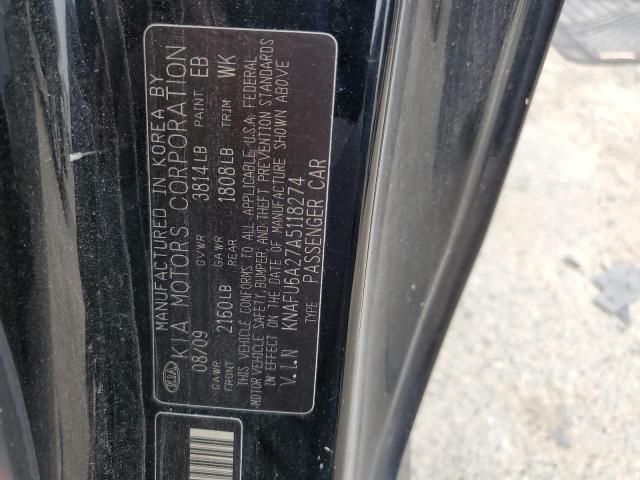 MANUFACTURED IN KOREA BY
KIA KIA MOTORS CORPORATION
08/09 GVWR 3814LB PAINT EB
GAWR FRONT 2160LB GAWR REAR 1808LB TRIM WK
THIS VEHICLE CONFORMS TO ALL APPLICABLE U.S.A. FEDERAL
MOTOR VEHICLE SAFETY, BUMPER, AND THEFT PREVENTION STANDARDS
IN EFFECT ON THE DATE OF MANUFACTURE SHOWN ABOVE
V.I.N KNAFU6A27A5118274
TYPE PASSENGER CAR